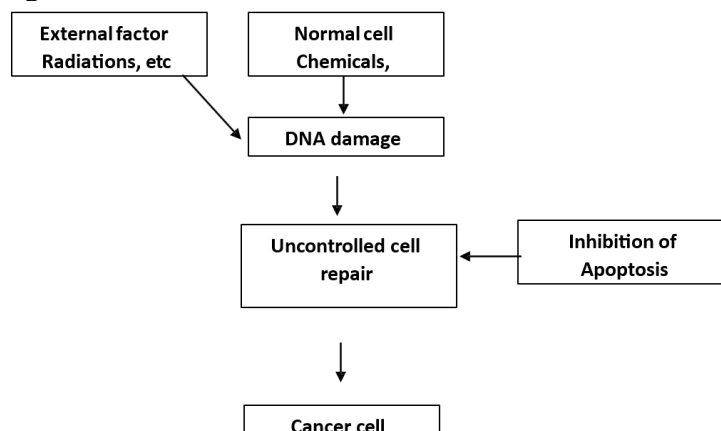 External factor
Radiations, etc
Normal cell
Chemicals,
DNA damage
Uncontrolled cell
repair
Inhibition of
Apoptosis
Cancer cell